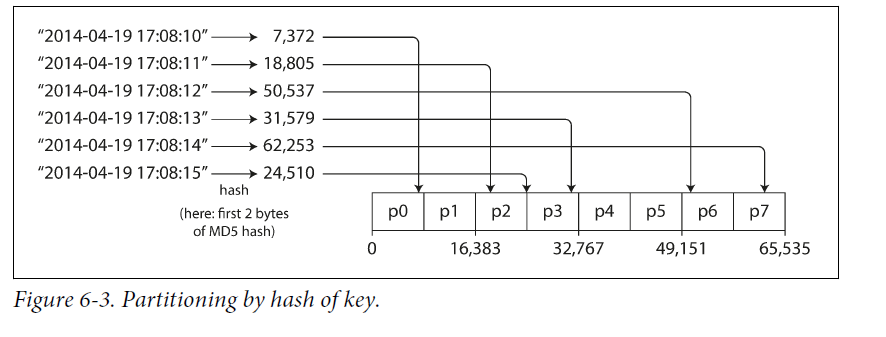 “2014-04-19 17:08:10” 7,372
“2014-04-19 17:08:11” 18,805
“2014-04-19 17:08:12” 50,537
“2014-04-19 17:08:13” 31,579
“2014-04-19 17:08:14” 62,253
“2014-04-19 17:08:15” 24,510
hash
(here: first 2 bytes
of MD5 hash)
p0 p1 p2 p3 p4 p5 p6 p7
0 16,383 32,767 49,151 65,535
Figure 6-3. Partitioning by hash of key.